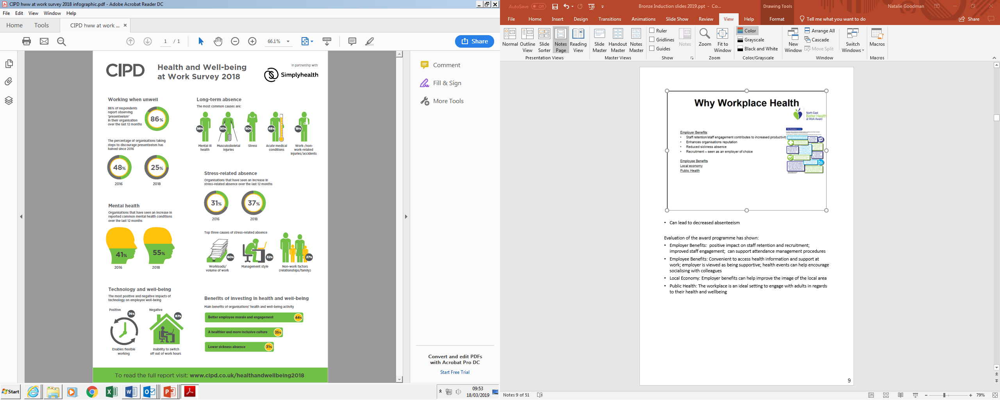 CIPD hww at work survey 2018 infographic.pdf - Adobe Acrobat Reader DC
File Edit View Window Help
Home Tools CIPD hww at work ... ×
1 / 1 66.1% Share
CIPD
Health and Well-being
at Work Survey 2018
In partnership with
Simplyhealth
Working when unwell
86% of respondents
report observing
'presenteeism'
in their organisation
over the last 12 months
86%
The percentage of organisations taking
steps to discourage presenteeism has
halved since 2016
48% 25%
2016 2018
Mental health
Organisations that have seen an increase in
reported common mental health conditions
over the last 12 months
41% 55%
2016 2018
Technology and well-being
The most positive and negative impacts of
technology on employee well-being
Positive Negative
74% 87%
Enables flexible
working
Inability to switch
off out of work hours
Long-term absence
The most common causes are:
56% 50% 50% 48% 19%
Mental ill
health
Musculoskeletal
injuries
Stress
Acute medical
conditions
Work-/non-
work-related
injuries/accidents
Stress-related absence
Organisations that have seen an increase in
stress-related absence over the last 12 months
31% 37%
2016 2018
Top three causes of stress-related absence
IN
60% 32% 27%
Workloads/
volume of work
Management style
Non-work factors
(relationships/family)
Benefits of investing in health and well-being
Main benefits of organisations' health and well-being activity
Better employee morale and engagement 44%
A healthier and more inclusive culture 35%
Lower sickness absence 31%
To read the full report visit: www.cipd.co.uk/healthandwellbeing2018
Comment
Fill & Sign
More Tools
Convert and edit PDFs
with Acrobat Pro DC
Start Free Trial
Start
09:53
18/03/2019
AutoSave Off
Bronze Induction slides 2019.ppt - Co...
Drawing Tools
Natalie Goodman
File Home Insert Design Transitions Animations Slide Show Review View Help Format Tell me what you want to do Share
Normal
Outline
View
Slide
Sorter
Notes
Page
Reading
View
Presentation Views
Slide
Master
Handout
Master
Notes
Master
Master Views
Ruler
Gridlines
Guides
Show
Notes
Zoom
Fit to
Window
Zoom
Color
Grayscale
Black and White
Color/Grayscale
New
Window
Arrange All
Cascade
Move Split
Switch
Windows
Window
Macros
Macros
Why Workplace Health
North East
Better Health
at Work Award
Employer Benefits:
• Staff retention/staff engagement contributes to increased productivity
• Enhances organisations reputation
• Reduced sickness absence
• Recruitment – seen as an employer of choice
Employee Benefits
Local economy
Public Health
• Can lead to decreased absenteeism
Evaluation of the award programme has shown:
• Employer Benefits: positive impact on staff retention and recruitment;
improved staff engagement; can support attendance management procedures
• Employee Benefits: Convenient to access health information and support at
work; employer is viewed as being supportive; health events can help encourage
socialising with colleagues
• Local Economy: Employer benefits can help improve the image of the local area
• Public Health: The workplace is an ideal setting to engage with adults in regards
to their health and wellbeing
9
Notes 9 of 51
79%